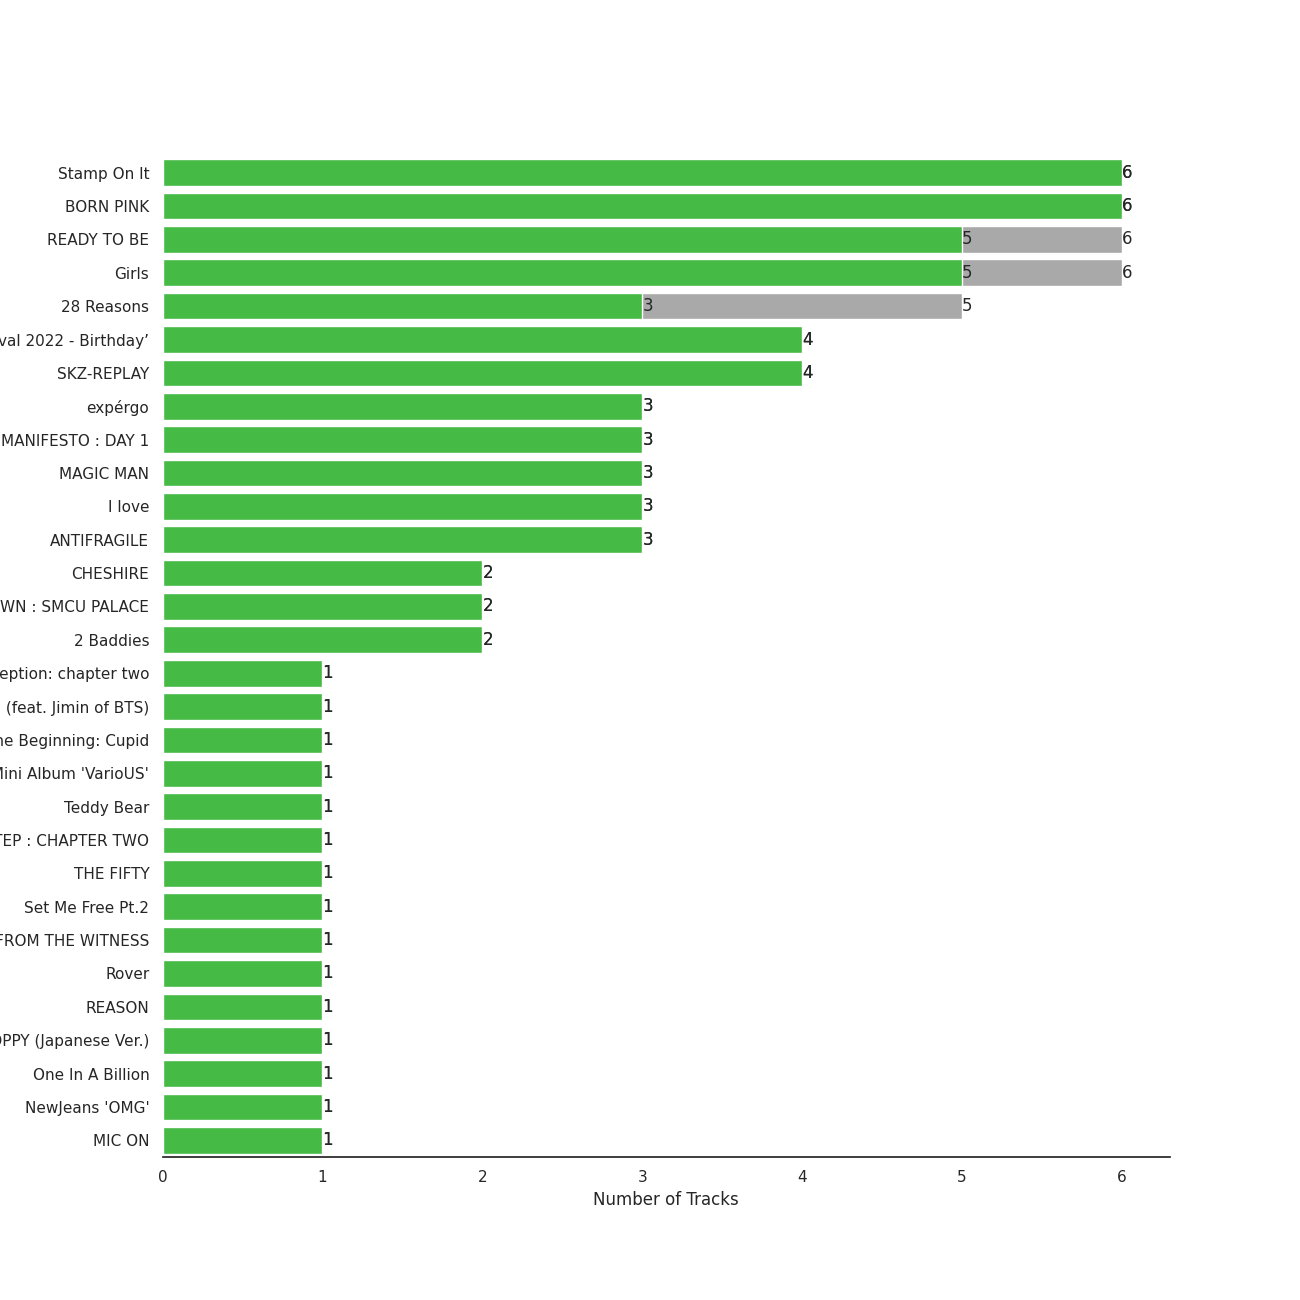 Stamp On It 6
BORN PINK 6
READY TO BE 5 6
Girls 5 6
28 Reasons 3 5
val 2022 - Birthday’ 4
SKZ-REPLAY 4
expérgo 3
MANIFESTO : DAY 1 3
MAGIC MAN 3
I love 3
ANTIFRAGILE 3
CHESHIRE 2
WN : SMCU PALACE 2
2 Baddies 2
eption: chapter two 1
(feat. Jimin of BTS) 1
ne Beginning: Cupid 1
Mini Album 'VarioUS' 1
Teddy Bear 1
TEP : CHAPTER TWO 1
THE FIFTY 1
Set Me Free Pt.2 1
FROM THE WITNESS 1
Rover 1
REASON 1
OPPY (Japanese Ver.) 1
One In A Billion 1
NewJeans 'OMG' 1
MIC ON 1
0 1 2 3 4 5 6
Number of Tracks